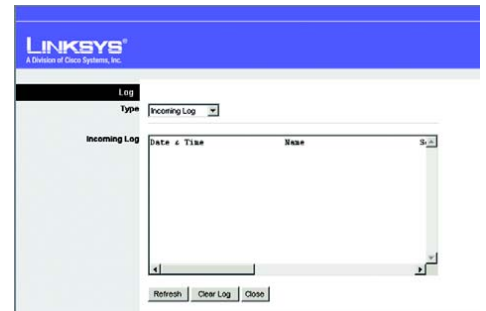 LINKSYS®
A Division of Cisco Systems, Inc.
Log
Type
Incoming Log
Incoming Log
Date & Time Name S
Refresh Clear Log Close